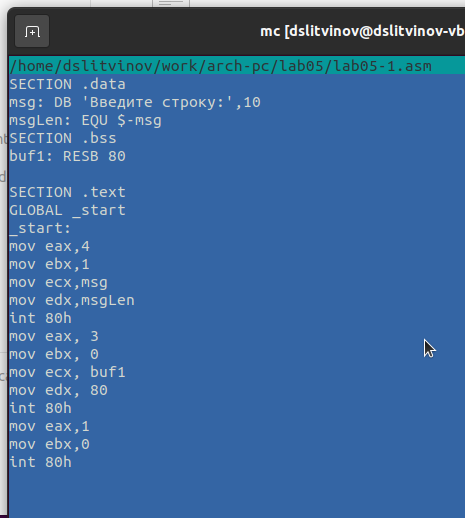 mc [dslitvinov@dslitvinov-vb
/home/dslitvinov/work/arch-pc/lab05/lab05-1.asm
SECTION .data
msg: DB 'Введите строку:',10
msgLen: EQU $-msg
SECTION .bss
buf1: RESB 80
SECTION .text
GLOBAL _start
_start:
mov eax,4
mov ebx,1
mov ecx,msg
mov edx,msgLen
int 80h
mov eax, 3
mov ebx, 0
mov ecx, buf1
mov edx, 80
int 80h
mov eax,1
mov ebx,0
int 80h